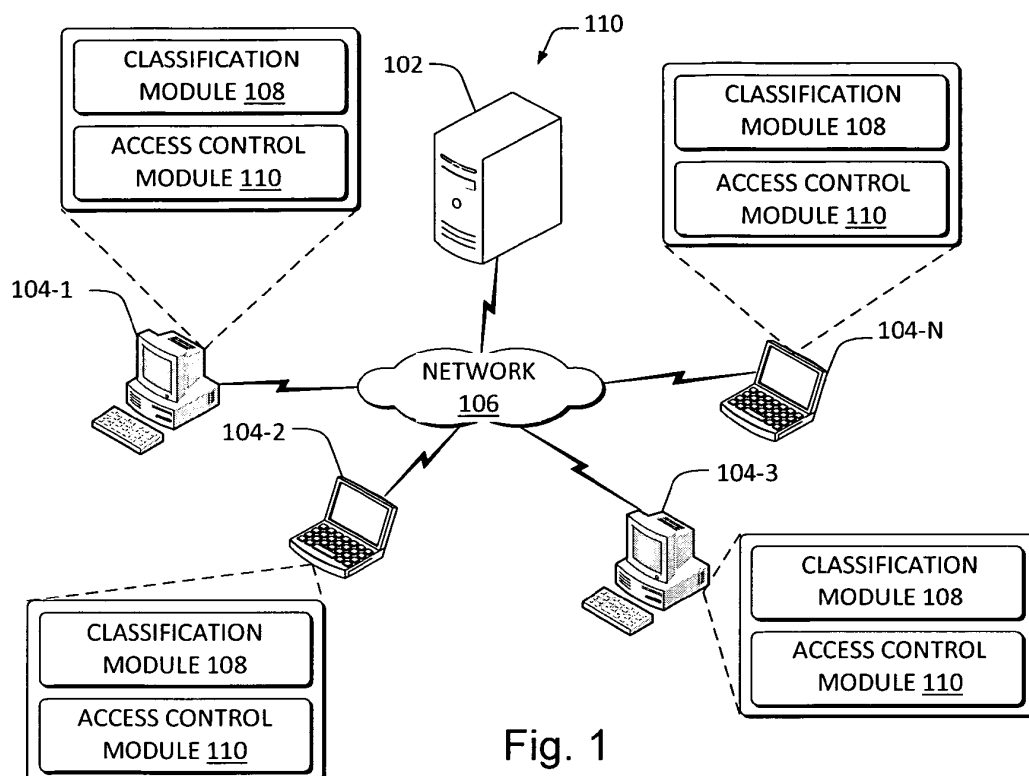 110
102
CLASSIFICATION
MODULE 108
ACCESS CONTROL
MODULE 110
CLASSIFICATION
MODULE 108
ACCESS CONTROL
MODULE 110
104-1
104-N
NETWORK
106
104-2
104-3
CLASSIFICATION
MODULE 108
ACCESS CONTROL
MODULE 110
CLASSIFICATION
MODULE 108
ACCESS CONTROL
MODULE 110
Fig. 1